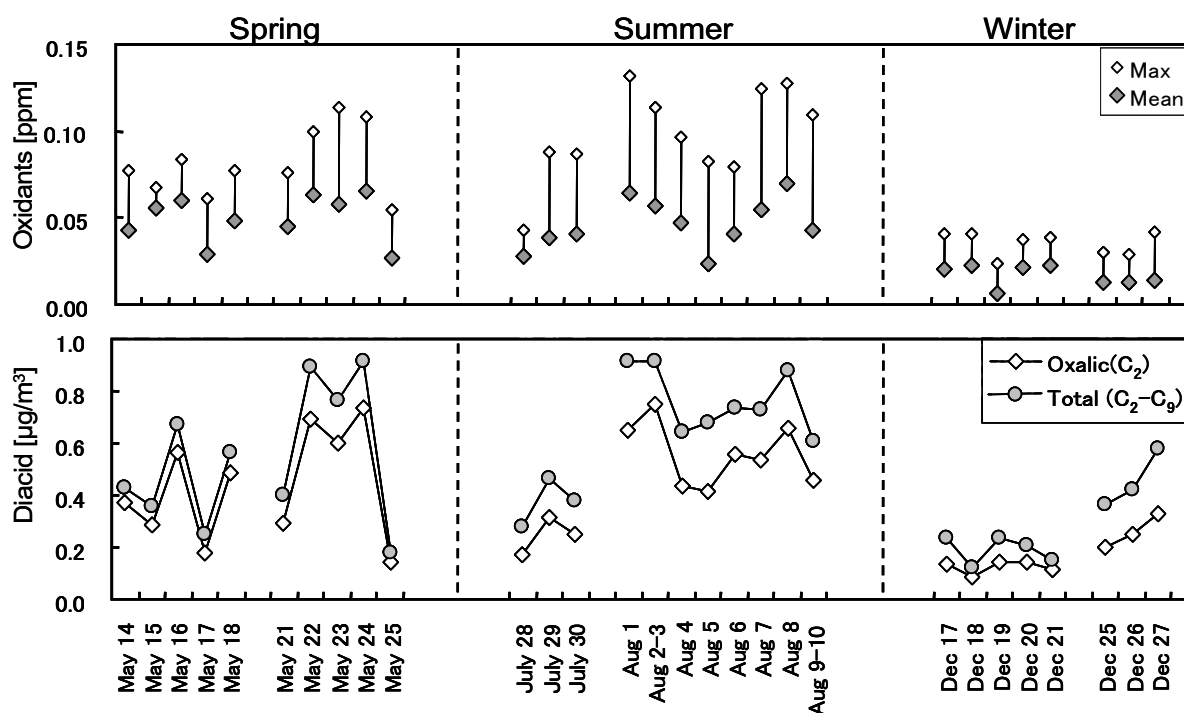 Spring Summer Winter
Oxidants [ppm]
0.15
0.10
0.05
0.00
Max
Mean
Diacid [µg/m³]
1.0
0.8
0.6
0.4
0.2
0.0
Oxalic(C₂)
Total (C₂−C₉)
May 14
May 15
May 16
May 17
May 18
May 21
May 22
May 23
May 24
May 25
July 28
July 29
July 30
Aug 1
Aug 2−3
Aug 4
Aug 5
Aug 6
Aug 7
Aug 8
Aug 9−10
Dec 17
Dec 18
Dec 19
Dec 20
Dec 21
Dec 25
Dec 26
Dec 27